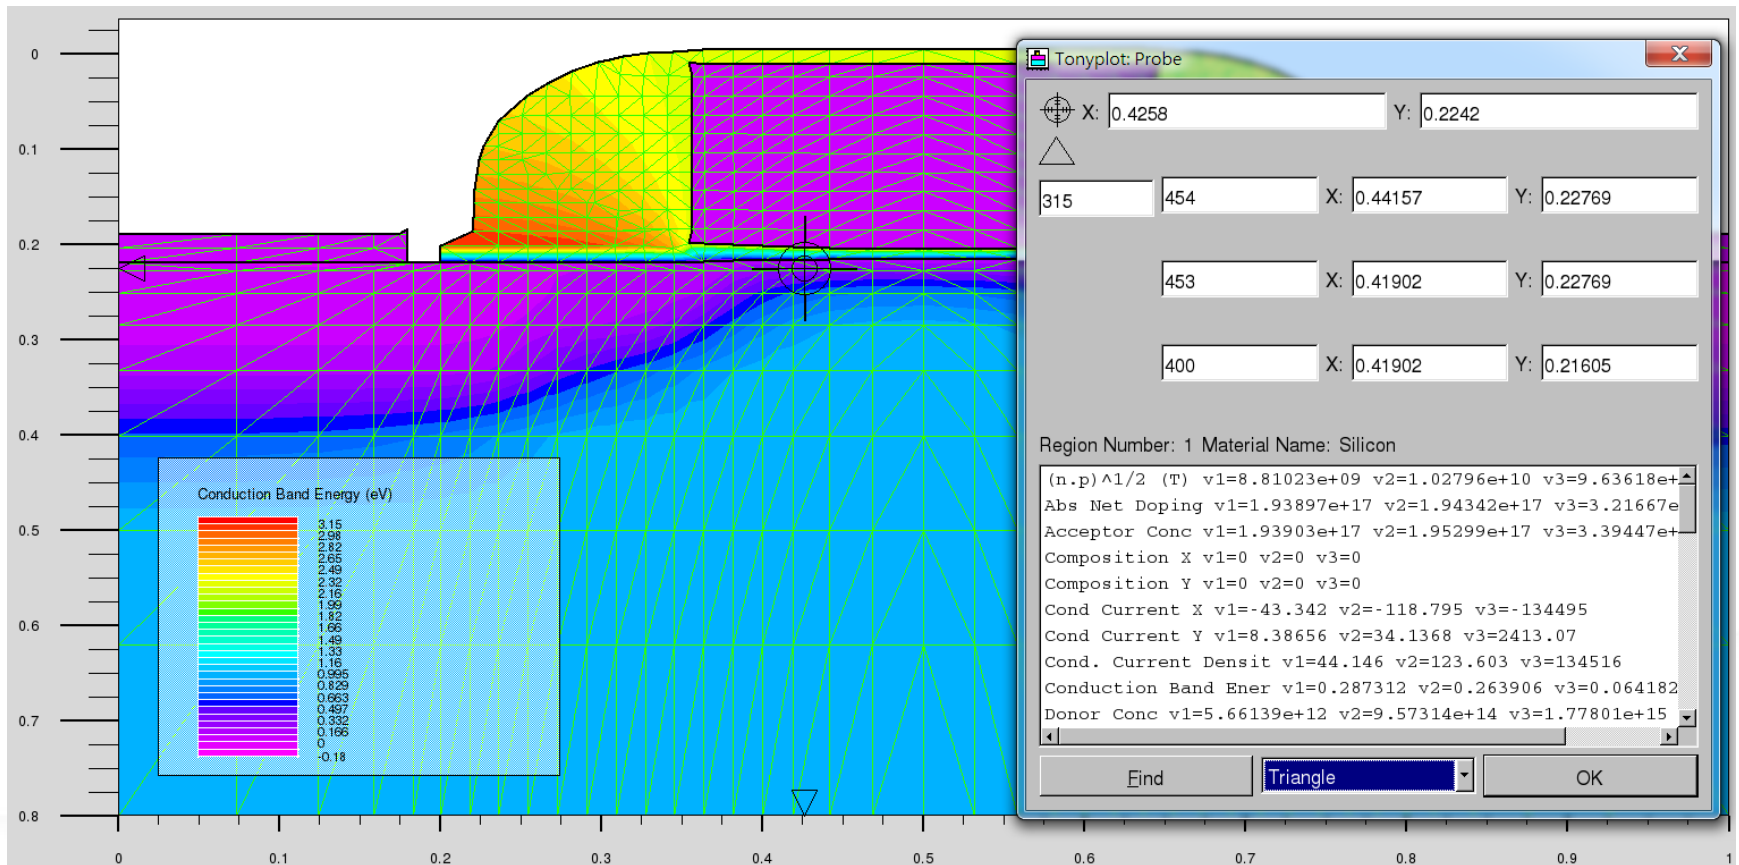 Tonyplot: Probe
X: 0.4258 Y: 0.2242
315 454 X: 0.44157 Y: 0.22769
453 X: 0.41902 Y: 0.22769
400 X: 0.41902 Y: 0.21605
Region Number: 1 Material Name: Silicon
(n.p)^1/2 (T) v1=8.81023e+09 v2=1.02796e+10 v3=9.63618e+
Abs Net Doping v1=1.93897e+17 v2=1.94342e+17 v3=3.21667e
Acceptor Conc v1=1.93903e+17 v2=1.95299e+17 v3=3.39447e+
Composition X v1=0 v2=0 v3=0
Composition Y v1=0 v2=0 v3=0
Cond Current X v1=-43.342 v2=-118.795 v3=-134495
Cond Current Y v1=8.38656 v2=34.1368 v3=2413.07
Cond. Current Densit v1=44.146 v2=123.603 v3=134516
Conduction Band Ener v1=0.287312 v2=0.263906 v3=0.064182
Donor Conc v1=5.66139e+12 v2=9.57314e+14 v3=1.77801e+15
Find Triangle OK
0
0.1
0.2
0.3
0.4
0.5
0.6
0.7
0.8
Conduction Band Energy (eV)
3.15
2.98
2.82
2.65
2.49
2.32
2.16
1.99
1.82
1.66
1.49
1.33
1.16
0.995
0.829
0.663
0.497
0.332
0.166
0
-0.18
0 0.1 0.2 0.3 0.4 0.5 0.6 0.7 0.8 0.9 1